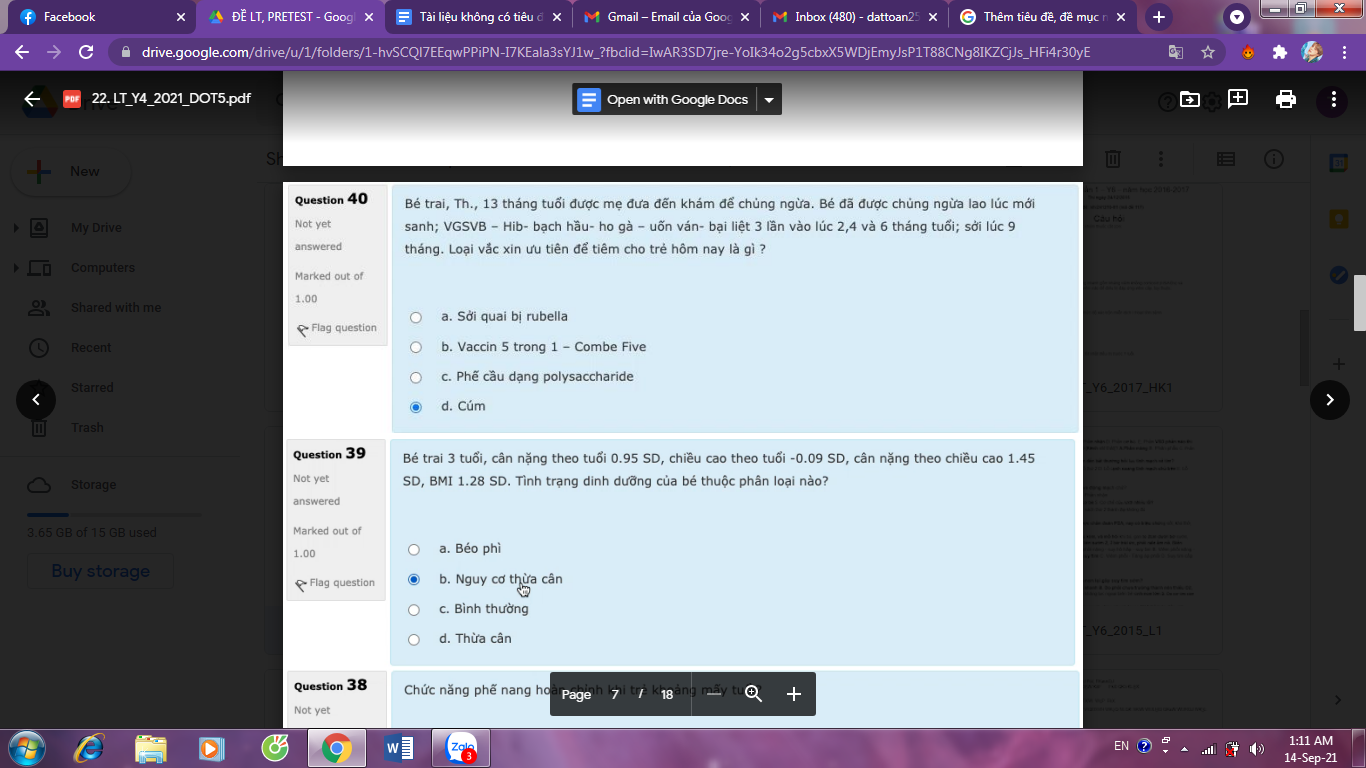 Facebook
ĐỀ LT, PRETEST - Goog
Tài liệu không có tiêu đ
Gmail – Email của Goog
Inbox (480) - dattoan25
Thêm tiêu đề, đề mục n
drive.google.com/drive/u/1/folders/1-hvSCQl7EEqwPPiPN-I7KEala3sYJ1w_?fbclid=IwAR3SD7jre-YoIk34o2g5cbxX5WDjEmyJsP1T88CNg8IKZCjJs_HFi4r30yE
PDF
22. LT_Y4_2021_DOT5.pdf
Open with Google Docs
New
My Drive
Computers
Shared with me
Recent
Starred
Trash
Storage
3.65 GB of 15 GB used
Buy storage
Question 40
Not yet
answered
Marked out of
1.00
Flag question
Bé trai, Th., 13 tháng tuổi được mẹ đưa đến khám để chủng ngừa. Bé đã được chủng ngừa lao lúc mới
sanh; VGSVB – Hib- bạch hầu- ho gà – uốn ván- bại liệt 3 lần vào lúc 2,4 và 6 tháng tuổi; sởi lúc 9
tháng. Loại vắc xin ưu tiên để tiêm cho trẻ hôm nay là gì ?
a. Sởi quai bị rubella
b. Vaccin 5 trong 1 – Combe Five
c. Phế cầu dạng polysaccharide
d. Cúm
Question 39
Not yet
answered
Marked out of
1.00
Flag question
Bé trai 3 tuổi, cân nặng theo tuổi 0.95 SD, chiều cao theo tuổi -0.09 SD, cân nặng theo chiều cao 1.45
SD, BMI 1.28 SD. Tình trạng dinh dưỡng của bé thuộc phân loại nào?
a. Béo phì
b. Nguy cơ thừa cân
c. Bình thường
d. Thừa cân
Question 38
Not yet
Chức năng phế nang hoàn chỉnh khi trẻ khoảng mấy tuổi?
Page 7 / 18
_Y6_2017_HK1
T_Y6_2015_L1
Zalo
3
EN
1:11 AM
14-Sep-21